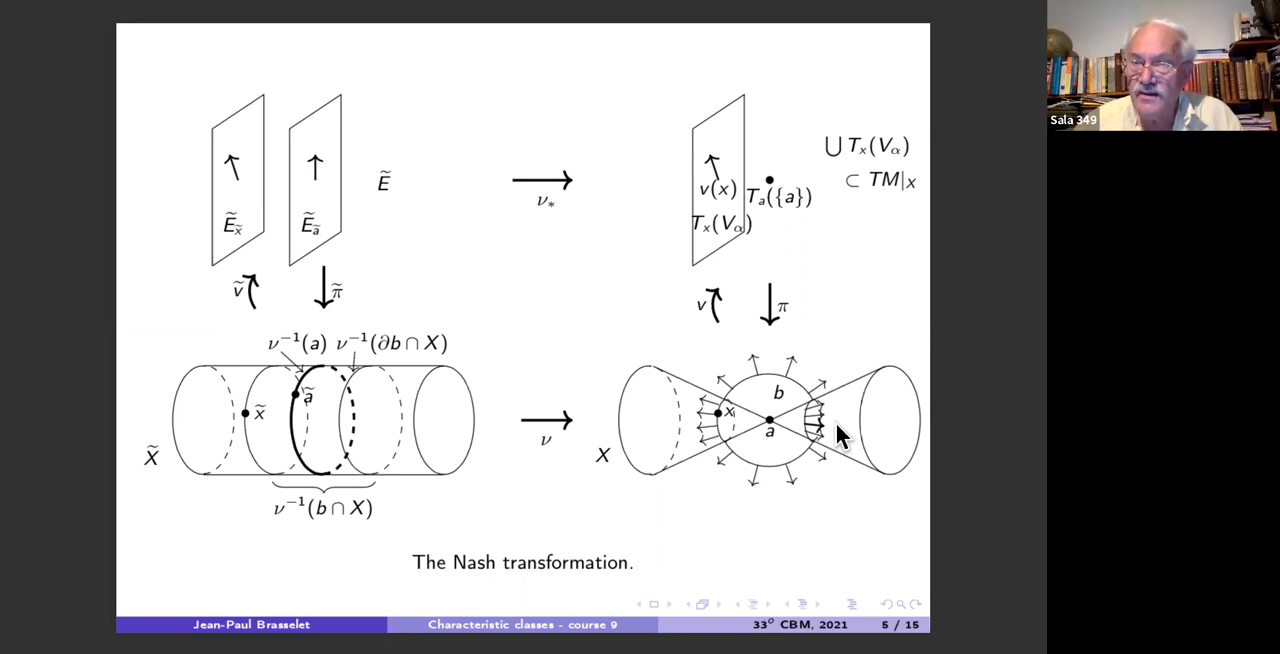 Ẽ
Ẽ_x̃
Ẽ_ã
ν_*
v(x)
T_x(V_α)
T_a({a})
⋃ T_x(V_α)
⊂ TM|_X
ṽ
π̃
v
π
ν⁻¹(a) ν⁻¹(∂b ∩ X)
x̃
ã
X̃
ν⁻¹(b ∩ X)
ν
X
x
b
a
The Nash transformation.
Jean-Paul Brasselet Characteristic classes - course 9 33° CBM, 2021 5 / 15
Sala 349